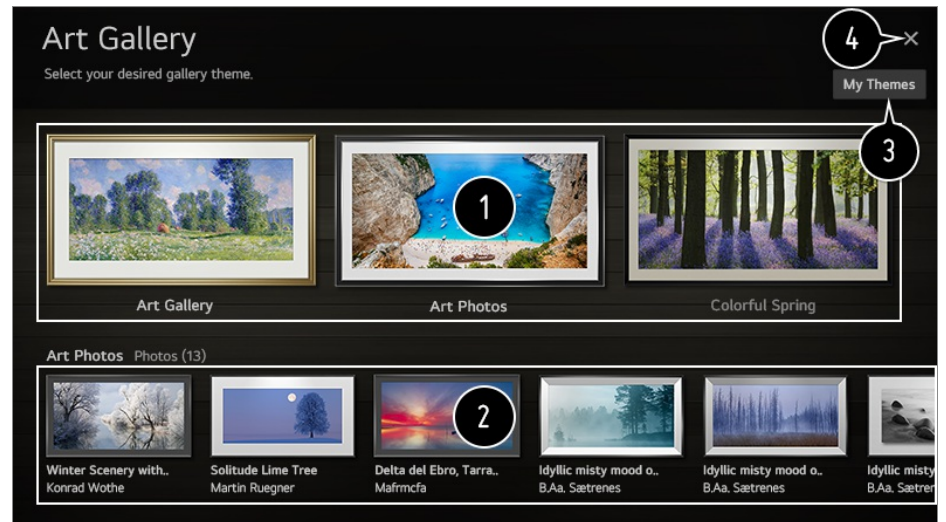 Art Gallery
Select your desired gallery theme.
4
My Themes
3
1
Art Gallery
Art Photos
Colorful Spring
Art Photos Photos (13)
2
Winter Scenery with..
Konrad Wothe
Solitude Lime Tree
Martin Ruegner
Delta del Ebro, Tarra..
Mafrmcfa
Idyllic misty mood o..
B.Aa. Sætrenes
Idyllic misty mood o..
B.Aa. Sætrenes
Idyllic misty
B.Aa. Sætren